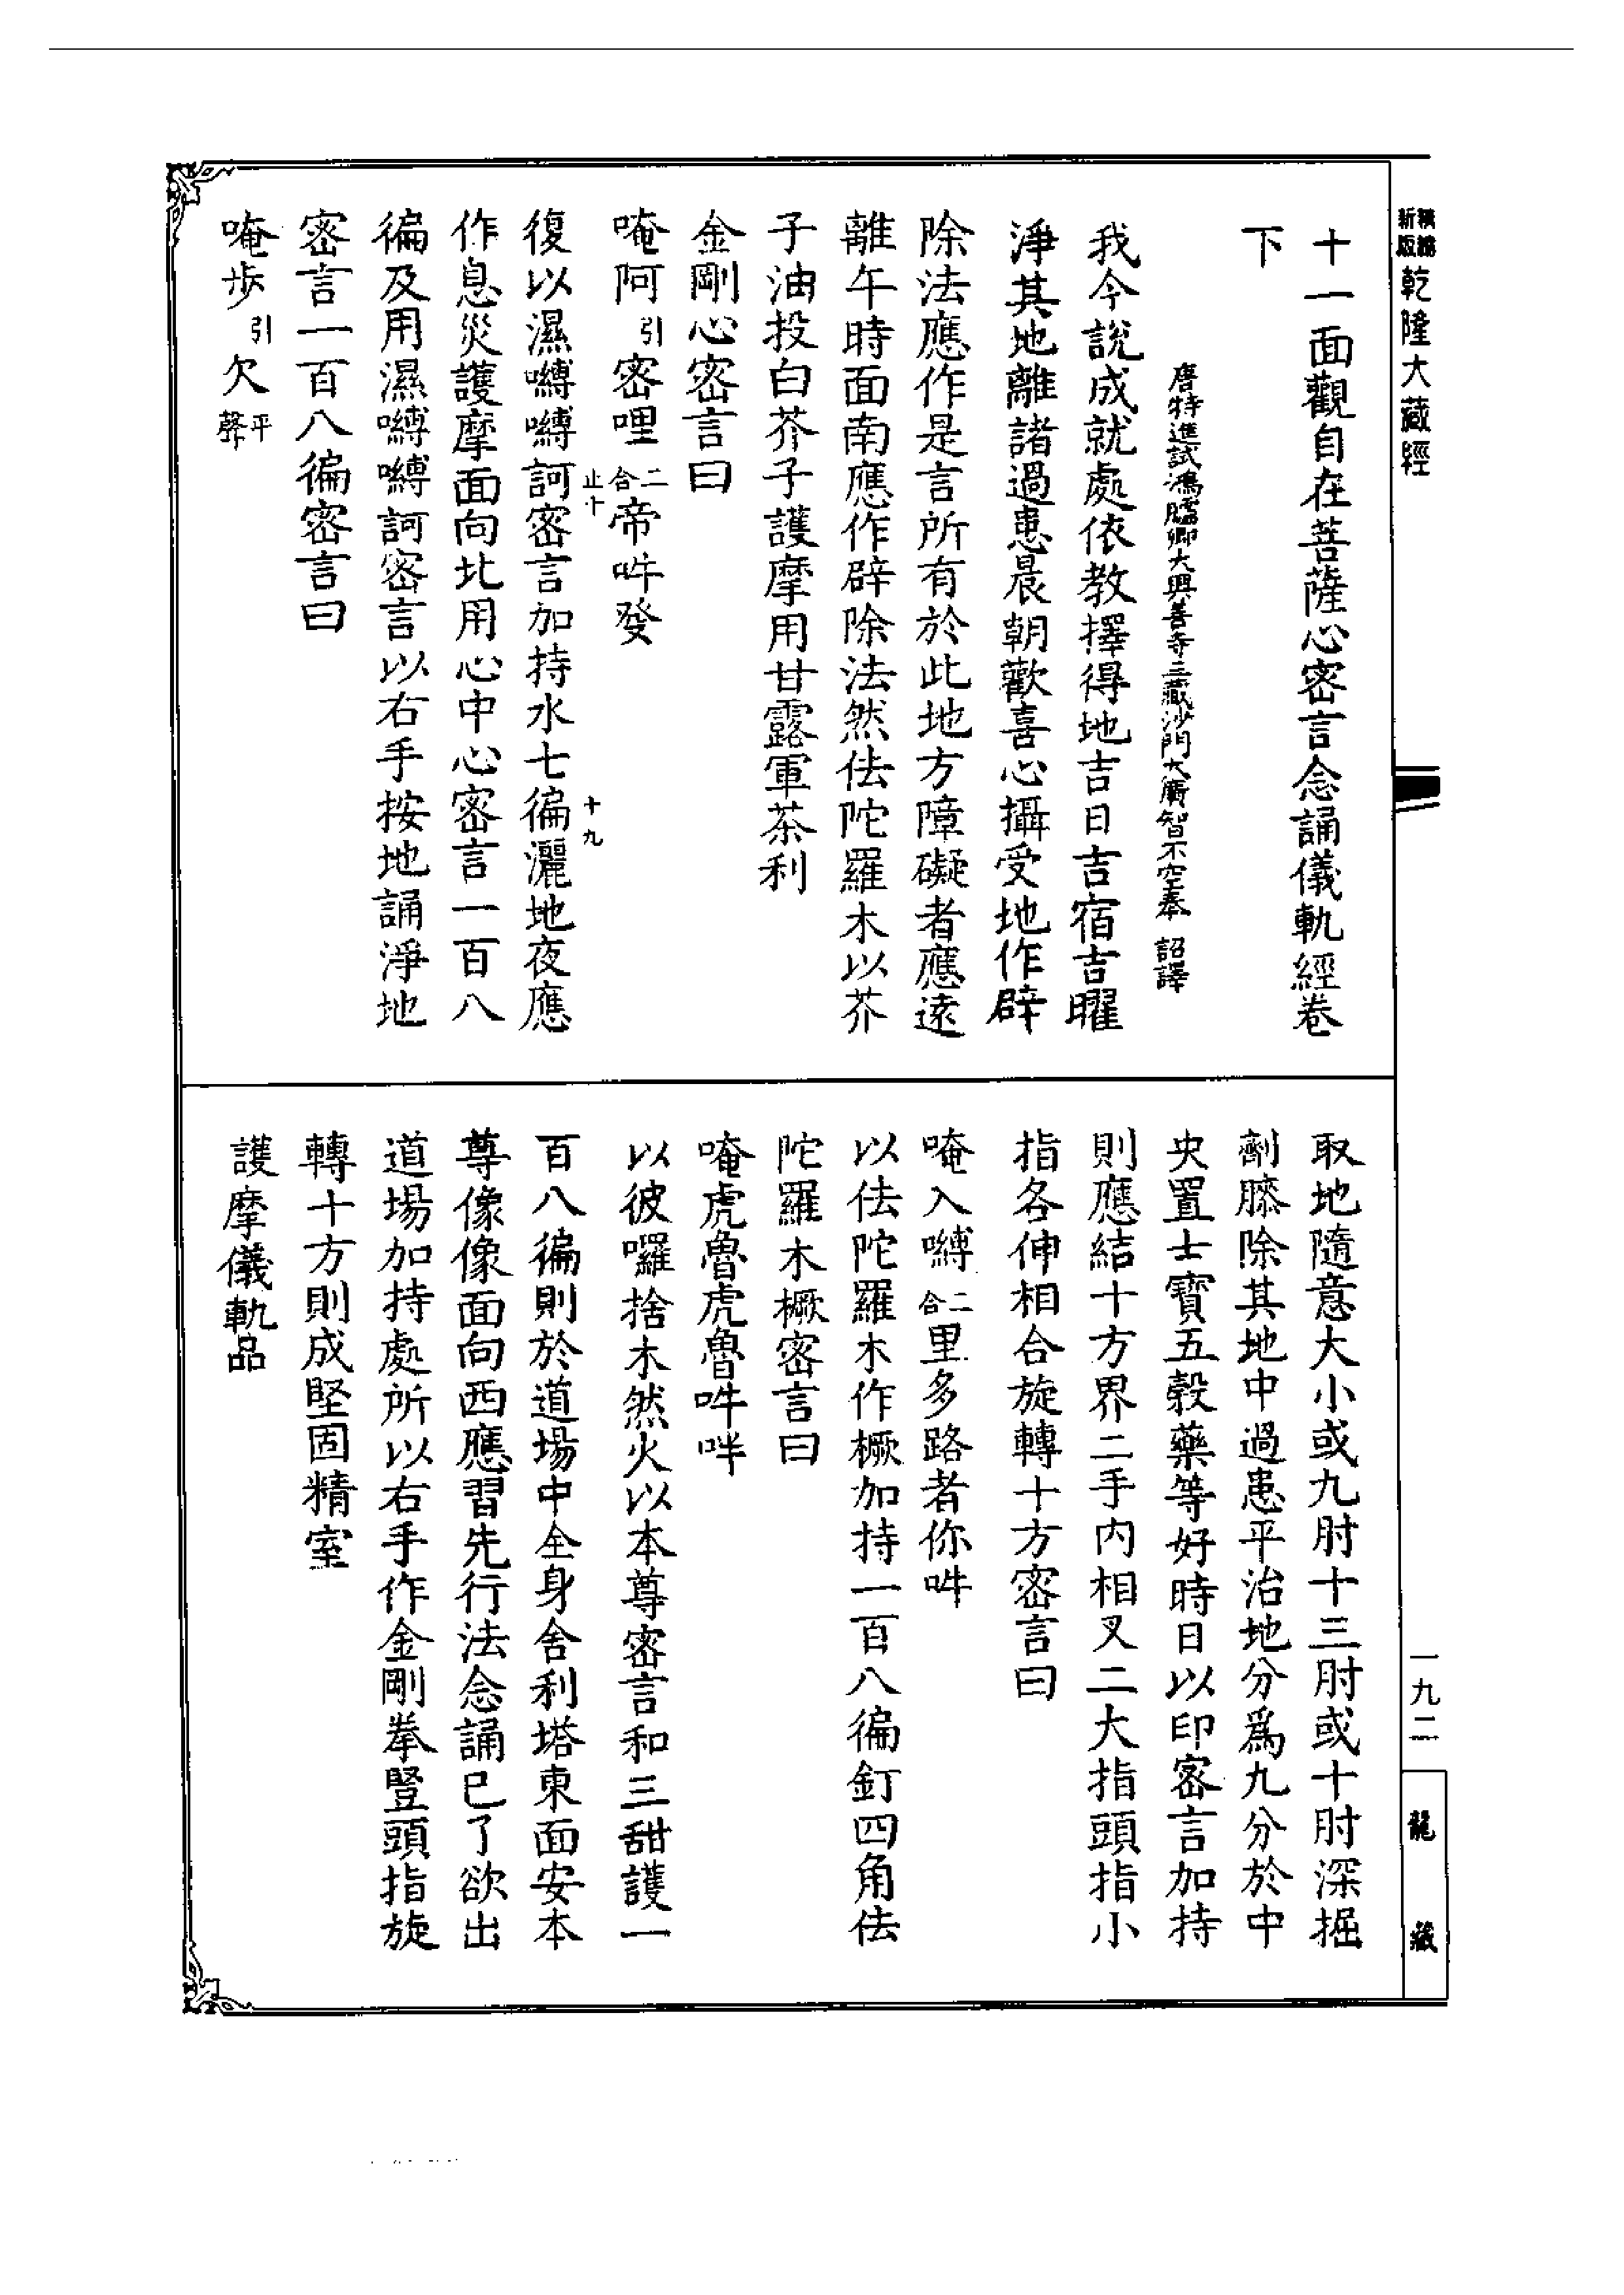 新版
精縮
乾隆大藏經
十一面觀自在菩薩心密言念誦儀軌經卷
下
唐特進試鴻臚卿大興善寺三藏沙門大廣智不空奉 詔譯
我今說成就處依教擇得地吉日吉宿吉曜
淨其地離諸過患晨朝歡喜心攝受地作辟
除法應作是言所有於此地方障礙者應遠
離午時面南應作辟除法然佉陀羅木以芥
子油投白芥子護摩用甘露軍茶利
金剛心密言曰
唵阿引密哩二合帝吽發
止十
十九
復以濕嚩嚩訶密言加持水七徧灑地夜應
作息災護摩面向北用心中心密言一百八
徧及用濕嚩嚩訶密言以右手按地誦淨地
密言一百八徧密言曰
唵步引欠平聲
取地隨意大小或九肘十三肘或十肘深掘
劑膝除其地中過患平治地分為九分於中
央置士寶五穀藥等好時日以印密言加持
則應結十方界二手內相叉二大指頭指小
指各伸相合旋轉十方密言曰
唵入嚩二合里多路者你吽
以佉陀羅木作橛加持一百八徧釘四角佉
陀羅木橛密言曰
唵虎魯虎魯吽吽
以彼囉捨木然火以本尊密言和三甜護一
百八徧則於道場中全身舍利塔東面安本
尊像像面向西應習先行法念誦已了欲出
道場加持處所以右手作金剛拳豎頭指旋
轉十方則成堅固精室
護摩儀軌品
一九二
龍藏